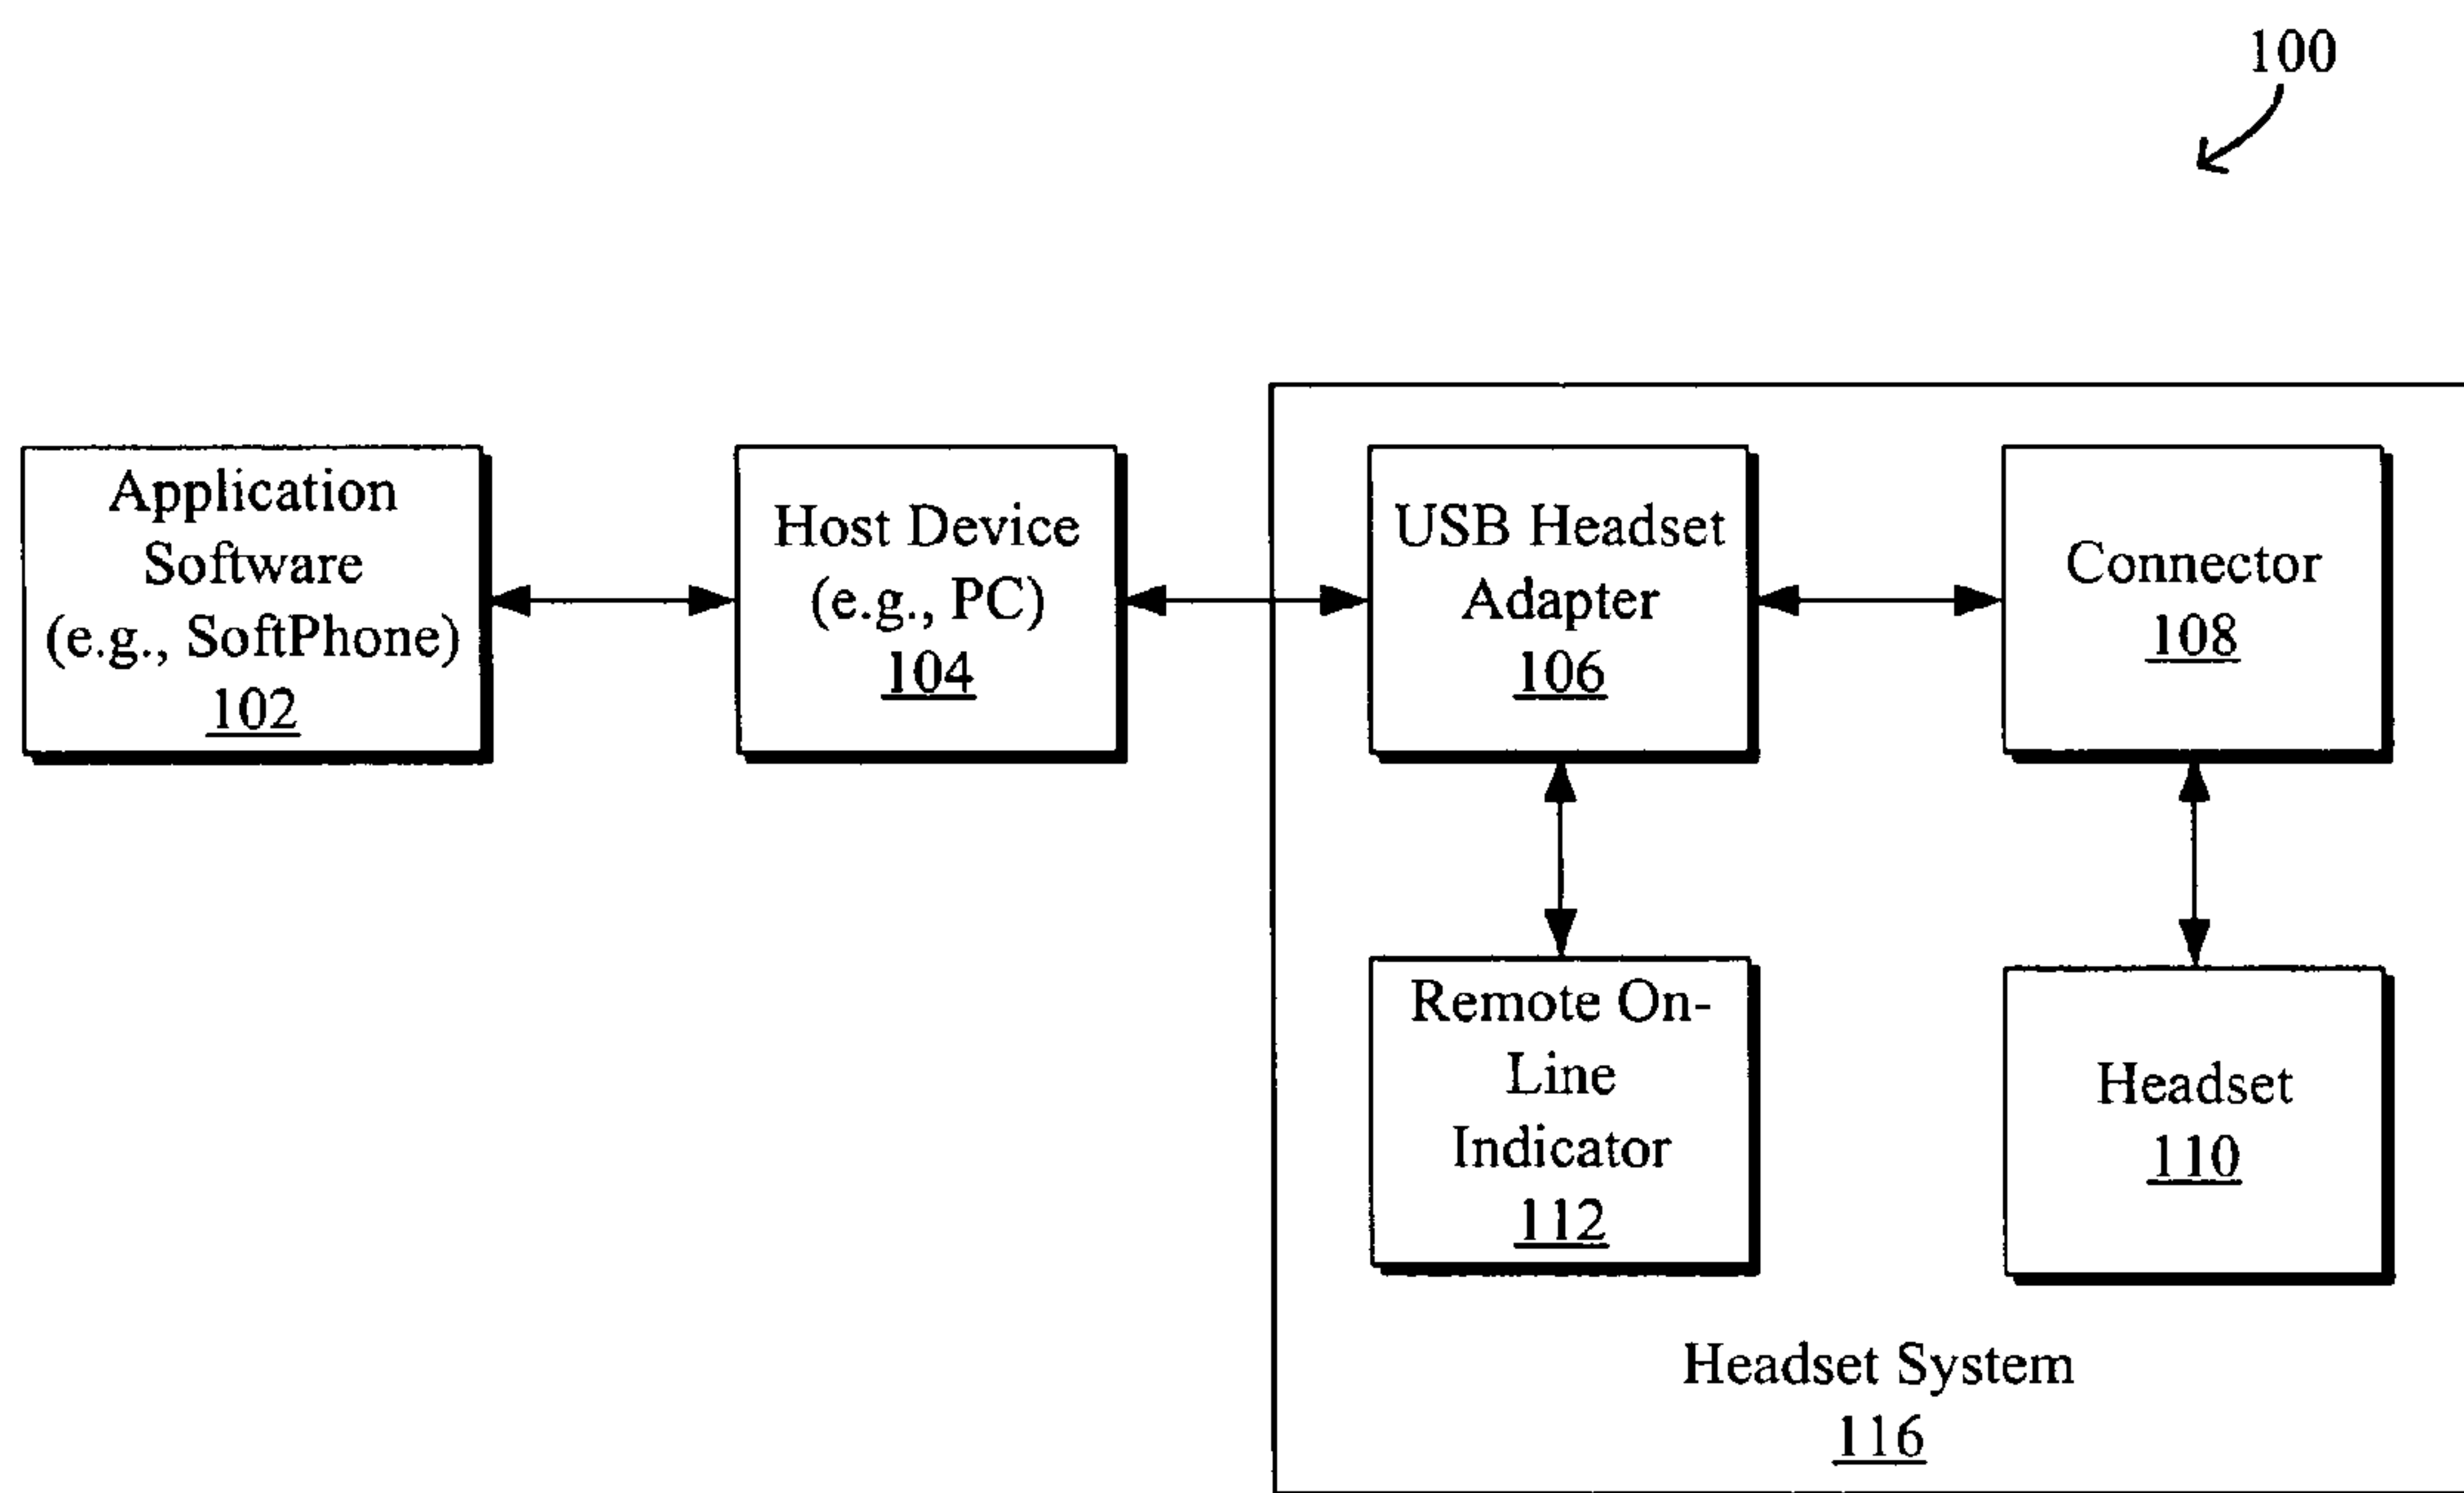 100
Application
Software
(e.g., SoftPhone)
102
Host Device
(e.g., PC)
104
USB Headset
Adapter
106
Connector
108
Remote On-
Line
Indicator
112
Headset
110
Headset System
116